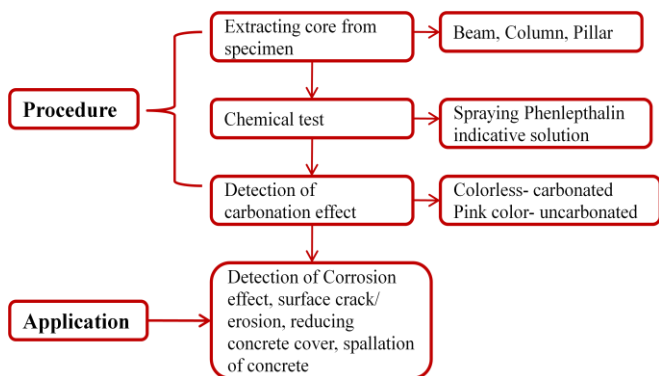 Extracting core from
specimen
Beam, Column, Pillar
Procedure
Chemical test
Spraying Phenlepthalin
indicative solution
Detection of
carbonation effect
Colorless- carbonated
Pink color- uncarbonated
Application
Detection of Corrosion
effect, surface crack/
erosion, reducing
concrete cover, spallation
of concrete